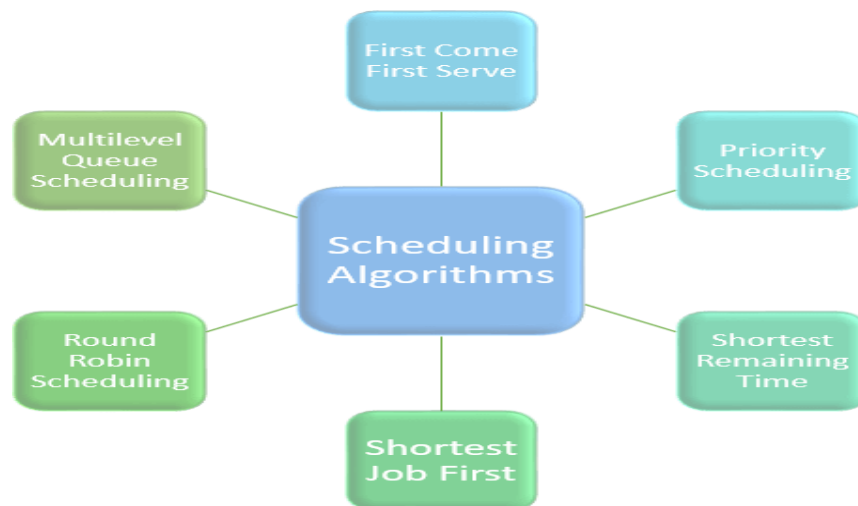 First Come
First Serve
Multilevel
Queue
Scheduling
Priority
Scheduling
Scheduling
Algorithms
Round
Robin
Scheduling
Shortest
Remaining
Time
Shortest
Job First